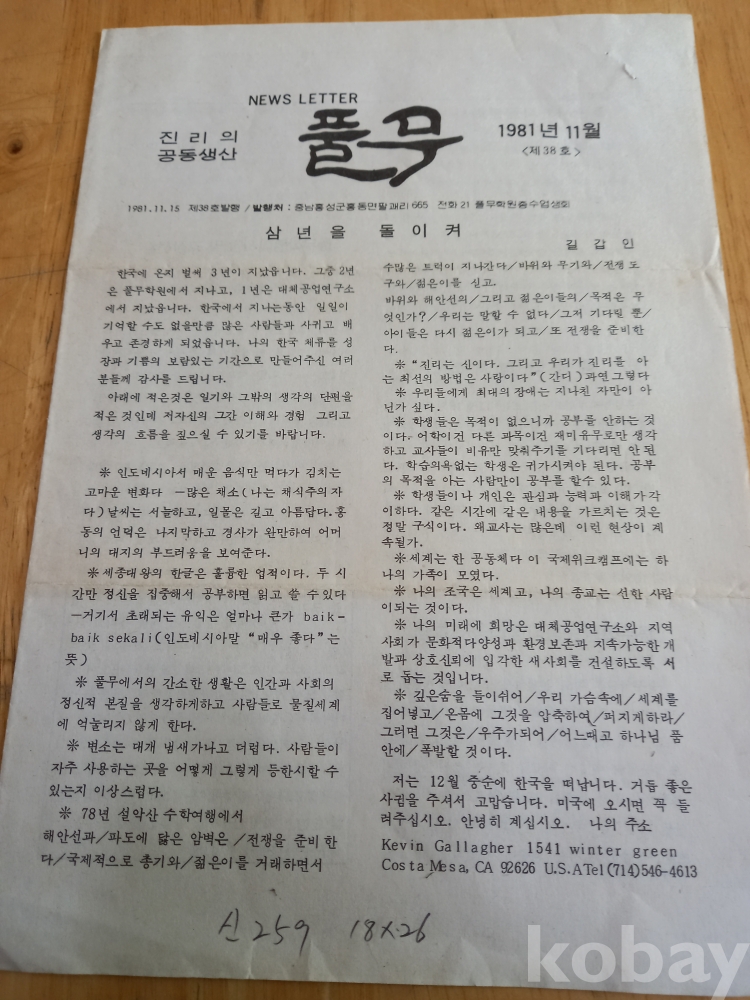 NEWS LETTER
진리의
공동생산
풀무
1981년 11월
<제38호>
1981.11.15 제38호발행 / 발행처 : 충남홍성군홍동면팔괘리 665 전화 21 풀무학원 수업생회
삼년을 돌이켜
길갑인
한국에 온지 벌써 3년이 지났읍니다. 그중 2년
은 풀무학원에서 지나고, 1년은 대체공업연구소
에서 지났읍니다. 한국에서 지나는동안 일일이
기억할 수도 없을만큼 많은 사람들과 사귀고 배
우고 존경하게 되었읍니다. 나의 한국 체류를 성
장과 기쁨의 보람있는 기간으로 만들어주신 여러
분들께 감사를 드립니다.
아래에 적은것은 일기와 그밖의 생각의 단편을
적은 것인데 저자신의 그간 이해와 경험 그리고
생각의 흐름을 짚으실 수 있기를 바랍니다.
※ 인도네시아서 매운 음식만 먹다가 김치는
고마운 변화다 —많은 채소(나는 채식주의자
다) 날씨는 서늘하고, 일몰은 길고 아름답다. 홍
동의 언덕은 나지막하고 경사가 완만하여 어머
니의 대지의 부드러움을 보여준다.
※ 세종대왕의 한글은 훌륭한 업적이다. 두 시
간만 정신을 집중해서 공부하면 읽고 쓸 수 있다
—거기서 초래되는 유익은 얼마나 큰가 baik-
baik sekali(인도네시아말 “매우 좋다”는
뜻)
※ 풀무에서의 간소한 생활은 인간과 사회의
정신적 본질을 생각하게하고 사람들로 물질세계
에 억눌리지 않게 한다.
※ 변소는 대개 냄새가나고 더럽다. 사람들이
자주 사용하는 곳을 어떻게 그렇게 등한시할 수
있는지 이상스럽다.
※ 78년 설악산 수학여행에서
해안선과/파도에 닳은 암벽은/전쟁을 준비한
다/국제적으로 총기와/젊은이를 거래하면서
수많은 트럭이 지나간다/바위와 무기와/전쟁 도
구와/젊은이를 싣고.
바위와 해안선의/그리고 젊은이들의/목적은 무
엇인가?/우리는 말할 수 없다/그저 기다릴 뿐/
아이들은 다시 젊은이가 되고/또 전쟁을 준비한
다.
※ “진리는 신이다. 그리고 우리가 진리를 아
는 최선의 방법은 사랑이다”(간디) 과연그렇다
※ 우리들에게 최대의 장애는 지나친 자만이 아
닌가 싶다.
※ 학생들은 목적이 없으니까 공부를 안하는 것
이다. 어학이건 다른 과목이건 재미유무로만 생각
하고 교사들이 비유만 맞춰주기를 기다리면 안된
다. 학습의욕없는 학생은 귀가시켜야 된다. 공부
의 목적을 아는 사람만이 공부를 할수 있다.
※ 학생들이나 개인은 관심과 능력과 이해가각
이하다. 같은 시간에 같은 내용을 가르치는 것은
정말 구식이다. 왜교사는 많은데 이런 현상이 계
속될가.
※세계는 한 공동체다 이 국제워크캠프에는 하
나의 가족이 모였다.
※ 나의 조국은 세계고, 나의 종교는 선한 사람
이되는 것이다.
※ 나의 미래에 희망은 대체공업연구소와 지역
사회가 문화적다양성과 환경보존과 지속가능한개
발과 상호신뢰에 입각한 새사회를 건설하도록 서
로 돕는 것입니다.
※ 깊은숨을 들이쉬어/우리 가슴속에/세계를
집어넣고/온몸에 그것을 압축하여/퍼지게하라/
그러면 그것은/우주가되어/어느때고 하나님 품
안에/폭발할 것이다.
저는 12월 중순에 한국을 떠납니다. 거듭 좋은
사귐을 주셔서 고맙습니다. 미국에 오시면 꼭 들
려주십시오. 안녕히 계십시오. 나의 주소
Kevin Gallagher 1541 winter green
Costa Mesa, CA 92626 U.S.A Tel (714)546-4613
신259 18×26
kobay